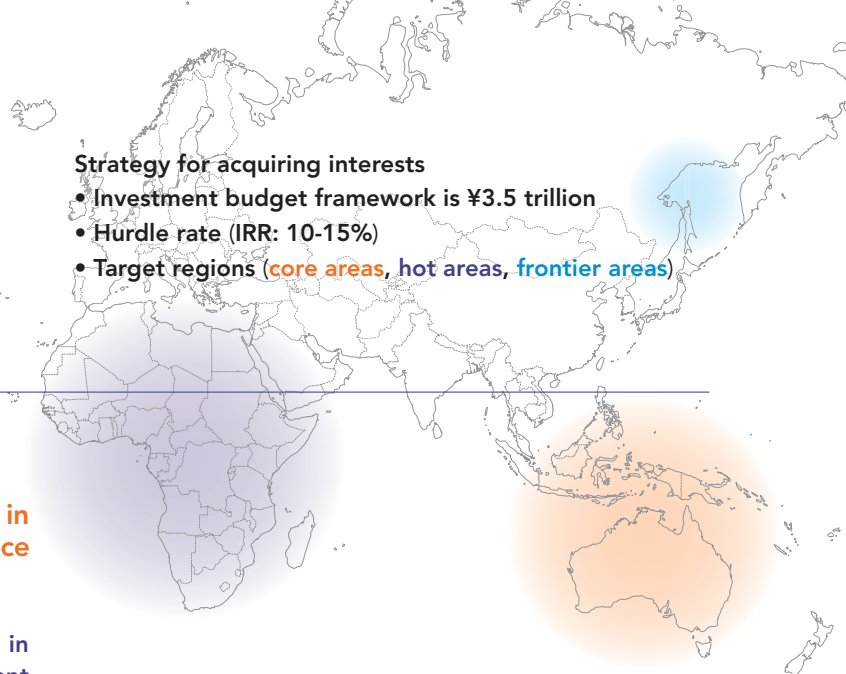 Strategy for acquiring interests
• Investment budget framework is ¥3.5 trillion
• Hurdle rate (IRR: 10-15%)
• Target regions (core areas, hot areas, frontier areas)
in
in